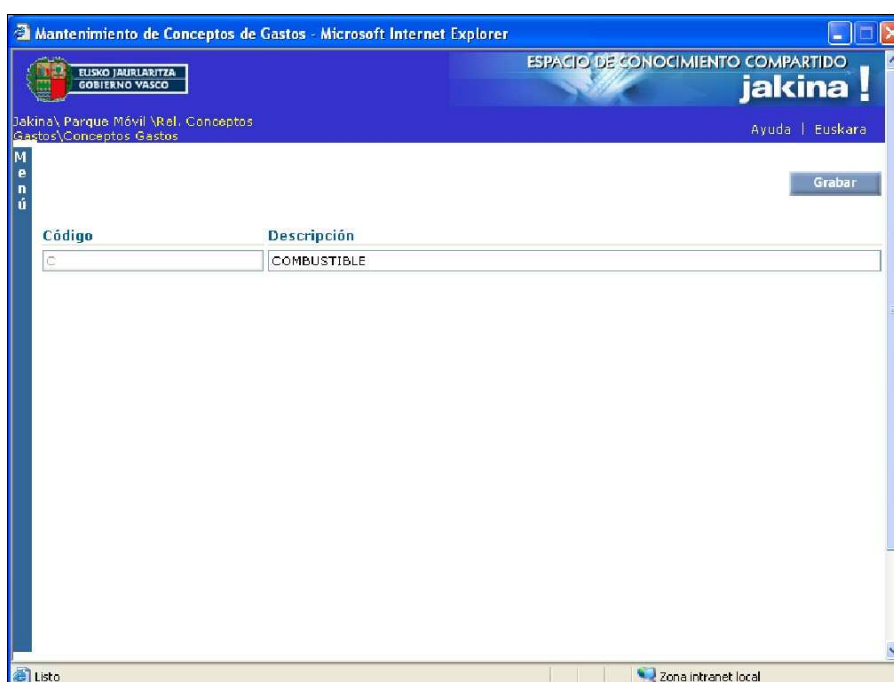 Mantenimiento de Conceptos de Gastos - Microsoft Internet Explorer
EUSKO JAURLARITZA
GOBIERNO VASCO
ESPACIO DE CONOCIMIENTO COMPARTIDO
jakina!
Jakina\ Parque Móvil \Rel. Conceptos
Gastos\Conceptos Gastos
Ayuda | Euskara
Menú
Grabar
Código Descripción
C COMBUSTIBLE
Listo Zona intranet local